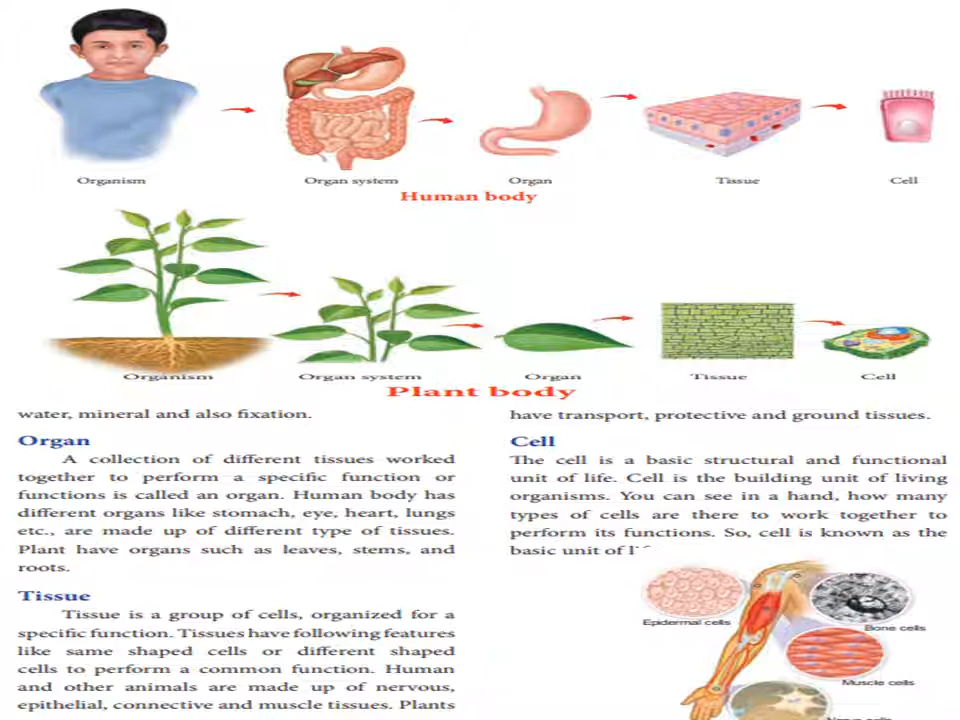 Organism
Organ system
Organ
Tissue
Cell
Human body
Organism
Organ system
Organ
Tissue
Cell
Plant body
water, mineral and also fixation.
Organ
A collection of different tissues worked
together to perform a specific function or
functions is called an organ. Human body has
different organs like stomach, eye, heart, lungs
etc., are made up of different type of tissues.
Plant have organs such as leaves, stems, and
roots.
Tissue
Tissue is a group of cells, organized for a
specific function. Tissues have following features
like same shaped cells or different shaped
cells to perform a common function. Human
and other animals are made up of nervous,
epithelial, connective and muscle tissues. Plants
have transport, protective and ground tissues.
Cell
The cell is a basic structural and functional
unit of life. Cell is the building unit of living
organisms. You can see in a hand, how many
types of cells are there to work together to
perform its functions. So, cell is known as the
basic unit of
Epidermal cells
Bone cells
Muscle cells